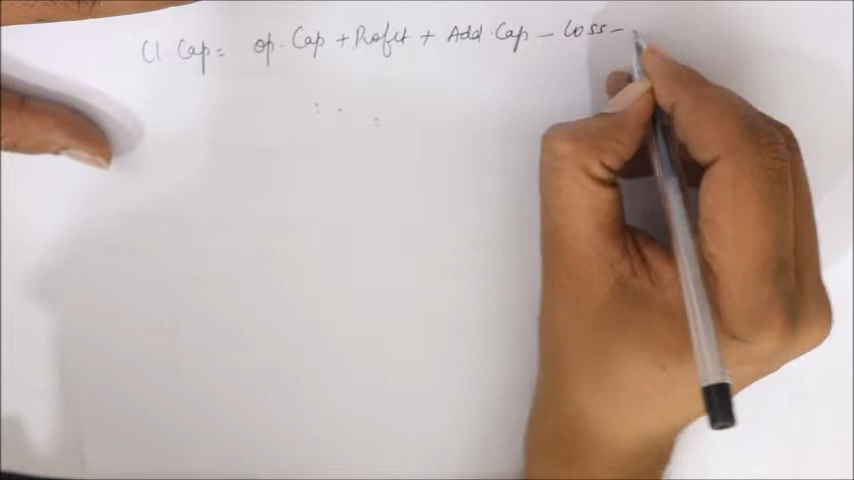 Cl. Cap = op. Cap + Profit + Add. Cap - Loss -